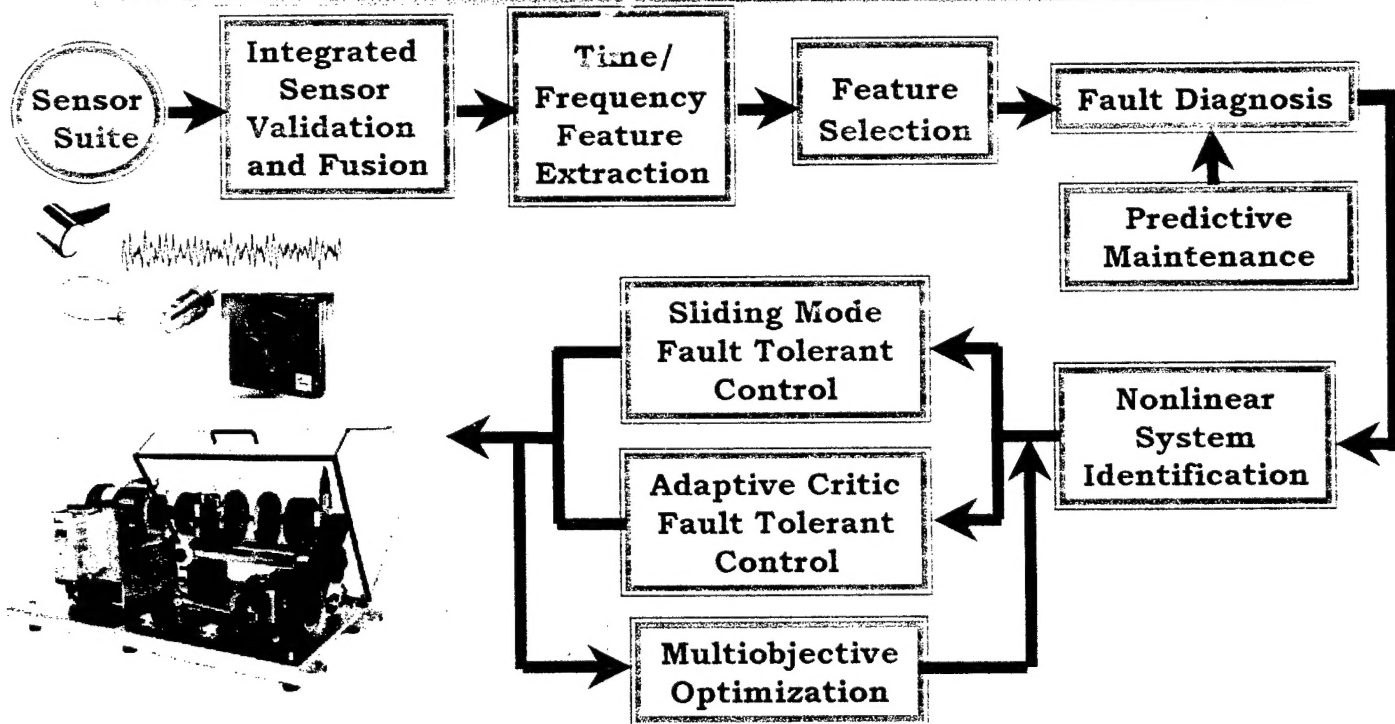 Sensor
Suite
Integrated
Sensor
Validation
and Fusion
Time/
Frequency
Feature
Extraction
Feature
Selection
Fault Diagnosis
Predictive
Maintenance
Sliding Mode
Fault Tolerant
Control
Nonlinear
System
Identification
Adaptive Critic
Fault Tolerant
Control
Multiobjective
Optimization